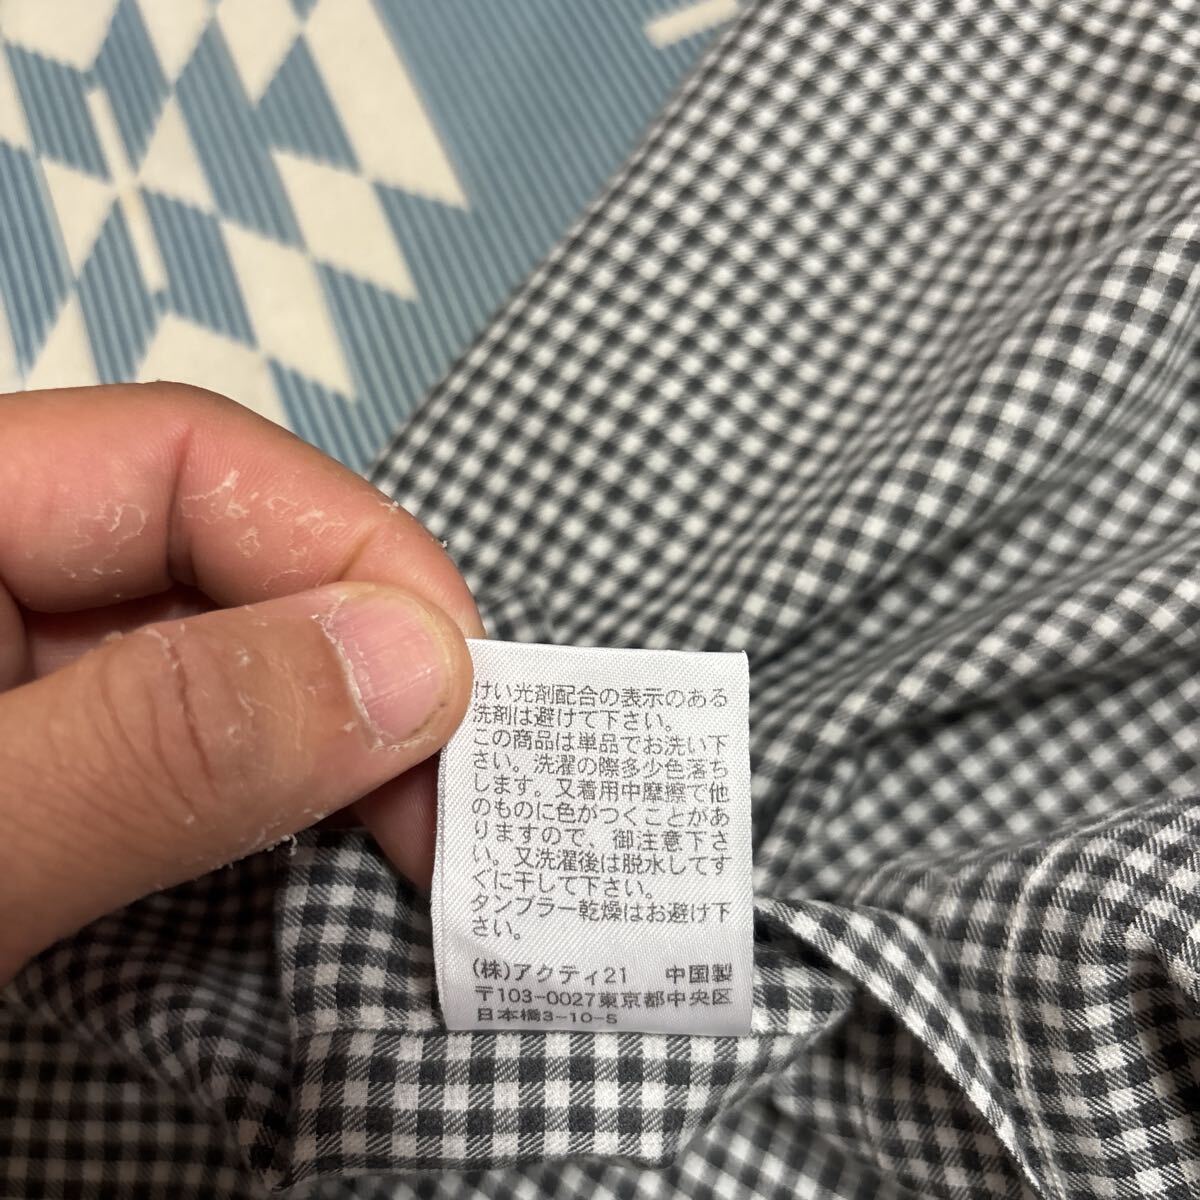 けい光剤配合の表示のある
洗剤は避けて下さい。
この商品は単品でお洗い下
さい。洗濯の際多少色落ち
します。又着用中摩擦で他
のものに色がつくことがあ
りますので、御注意下さ
い。又洗濯後は脱水してす
ぐに干して下さい。
タンブラー乾燥はお避け下
さい。
(株)アクティ21 中国製
〒103-0027東京都中央区
日本橋3-10-5